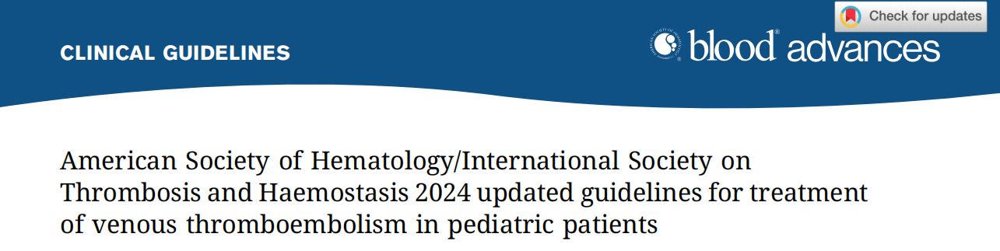 Check for updates
CLINICAL GUIDELINES
blood® advances
American Society of Hematology/International Society on
Thrombosis and Haemostasis 2024 updated guidelines for treatment
of venous thromboembolism in pediatric patients